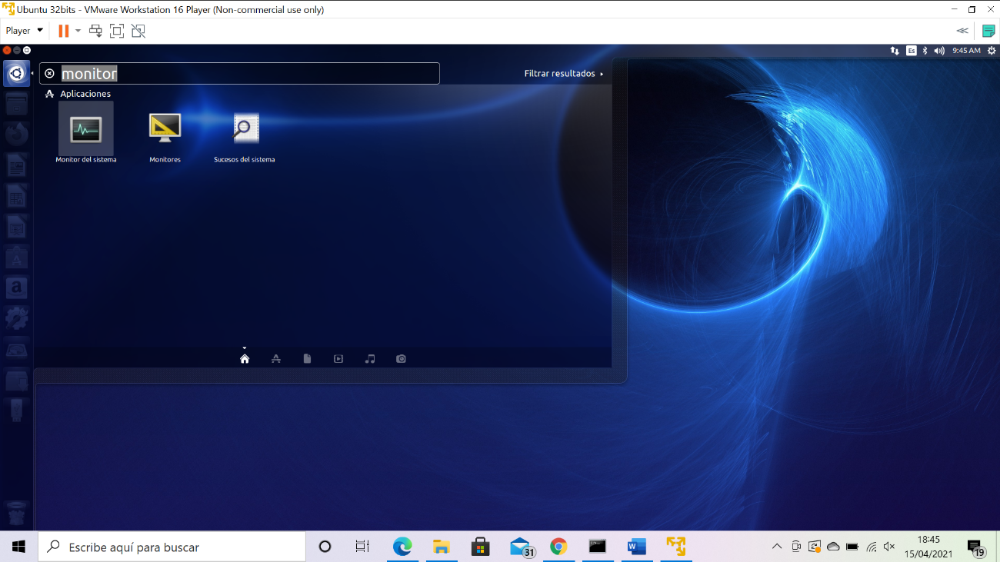 Ubuntu 32bits - VMware Workstation 16 Player (Non-commercial use only)
Player
Es 9:45 AM
monitor
Filtrar resultados
Aplicaciones
Monitor del sistema Monitores Sucesos del sistema
a
Escribe aquí para buscar
31
18:45
15/04/2021
19